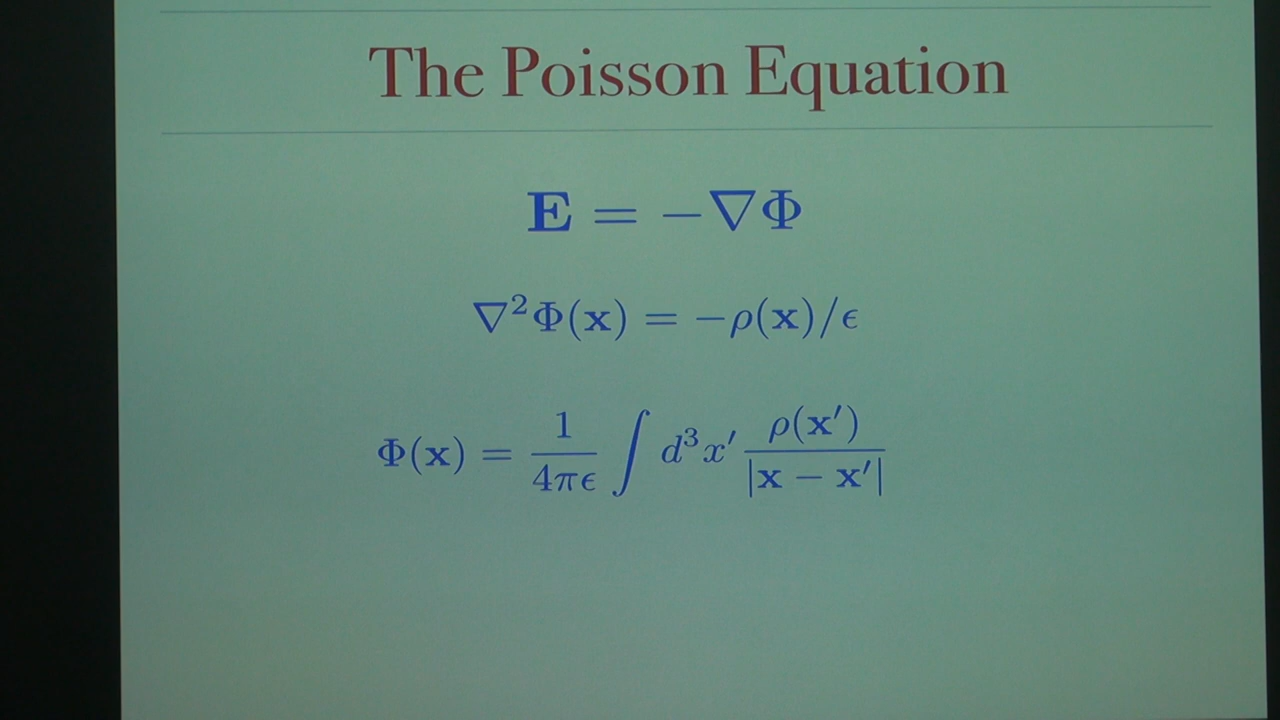 The Poisson Equation
𝐄 = −∇Φ
∇²Φ(𝐱) = −ρ(𝐱)/ϵ
Φ(𝐱) = 1/(4πϵ) ∫ d³x′ ρ(𝐱′)/|𝐱 − 𝐱′|